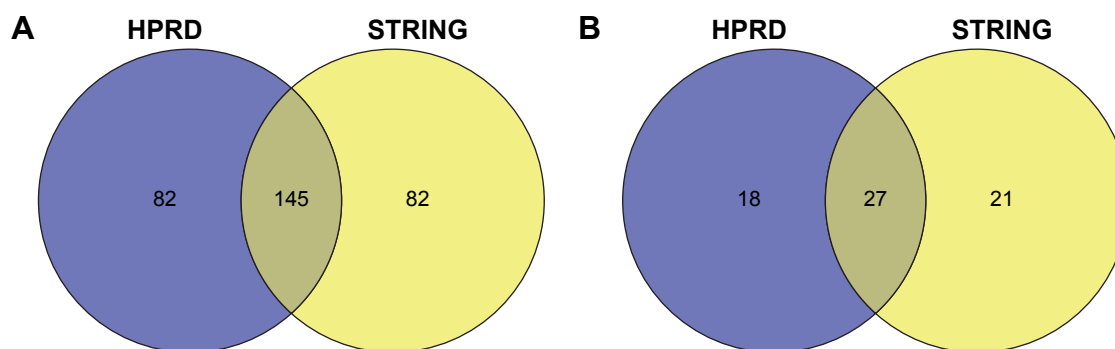 A HPRD STRING
82 145 82
B HPRD STRING
18 27 21